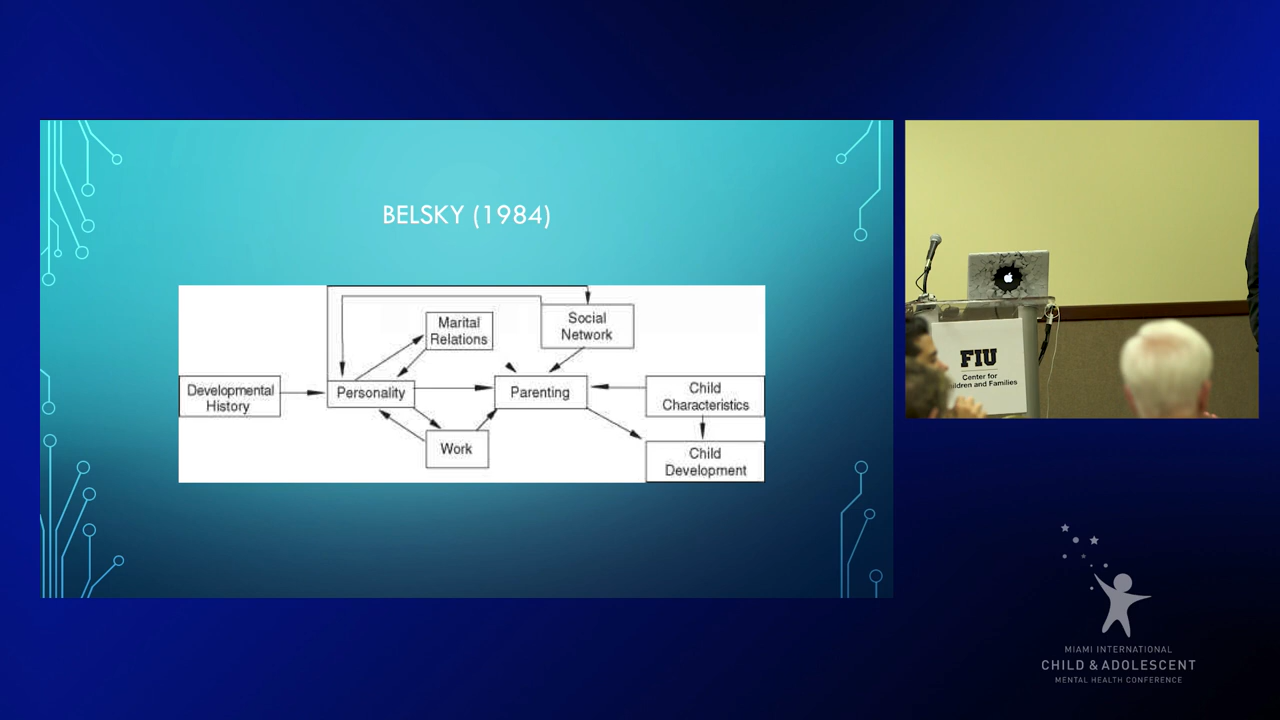 BELSKY (1984)
Marital
Relations
Social
Network
Developmental
History
Personality
Parenting
Child
Characteristics
Work
Child
Development
FIU
Center for
ildren and Families
MIAMI INTERNATIONAL
CHILD & ADOLESCENT
MENTAL HEALTH CONFERENCE